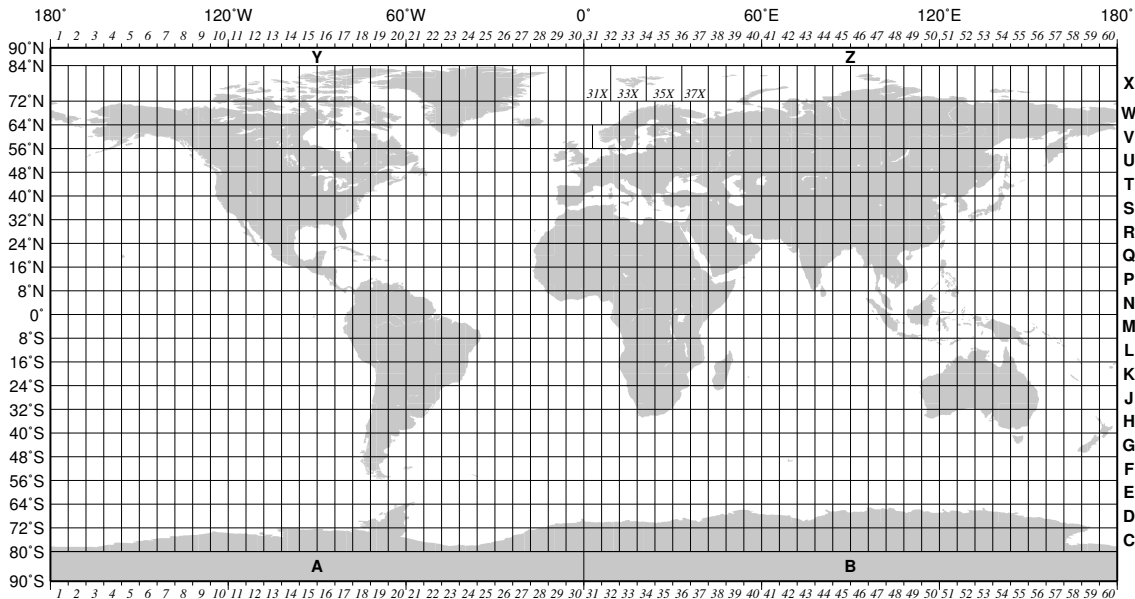 180˚ 120˚W 60˚W 0˚ 60˚E 120˚E 180˚
1 2 3 4 5 6 7 8 9 10 11 12 13 14 15 16 17 18 19 20 21 22 23 24 25 26 27 28 29 30 31 32 33 34 35 36 37 38 39 40 41 42 43 44 45 46 47 48 49 50 51 52 53 54 55 56 57 58 59 60
90˚N
Y Z
84˚N
X
31X 33X 35X 37X
72˚N
W
64˚N
V
56˚N
U
48˚N
T
40˚N
S
32˚N
R
24˚N
Q
16˚N
P
8˚N
N
0˚
M
8˚S
L
16˚S
K
24˚S
J
32˚S
H
40˚S
G
48˚S
F
56˚S
E
64˚S
D
72˚S
C
80˚S
A B
90˚S
1 2 3 4 5 6 7 8 9 10 11 12 13 14 15 16 17 18 19 20 21 22 23 24 25 26 27 28 29 30 31 32 33 34 35 36 37 38 39 40 41 42 43 44 45 46 47 48 49 50 51 52 53 54 55 56 57 58 59 60